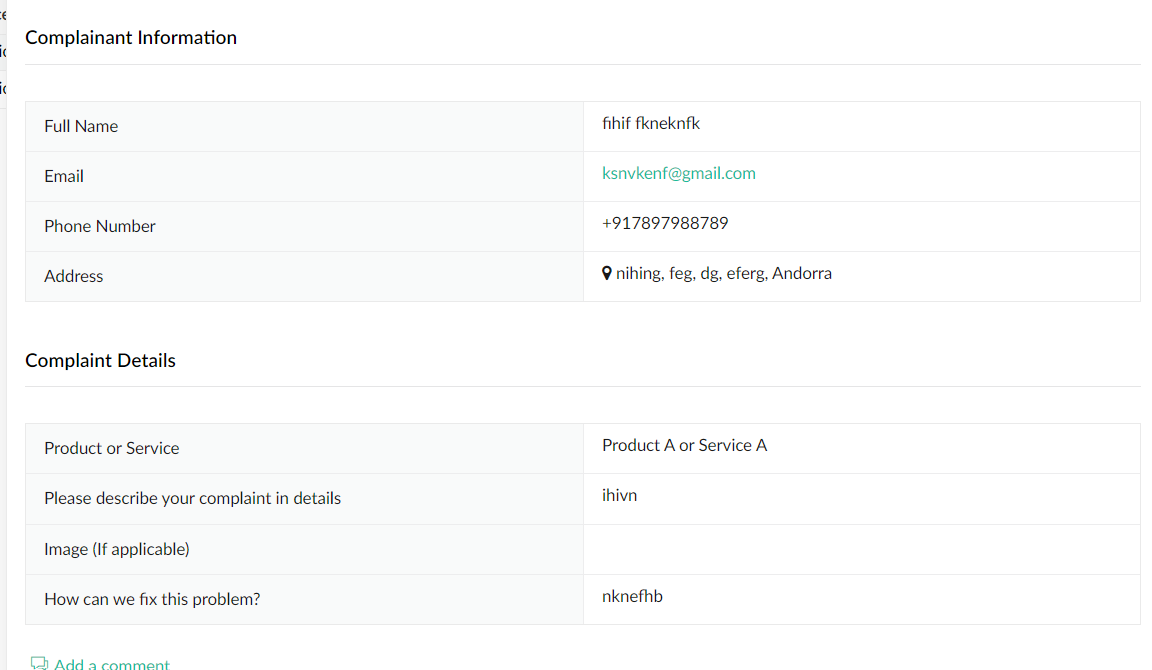 Complainant Information
Full Name
fihif fkneknfk
Email
ksnvkenf@gmail.com
Phone Number
+917897988789
Address
nihing, feg, dg, eferg, Andorra
Complaint Details
Product or Service
Product A or Service A
Please describe your complaint in details
ihivn
Image (If applicable)
How can we fix this problem?
nknefhb
Add a comment